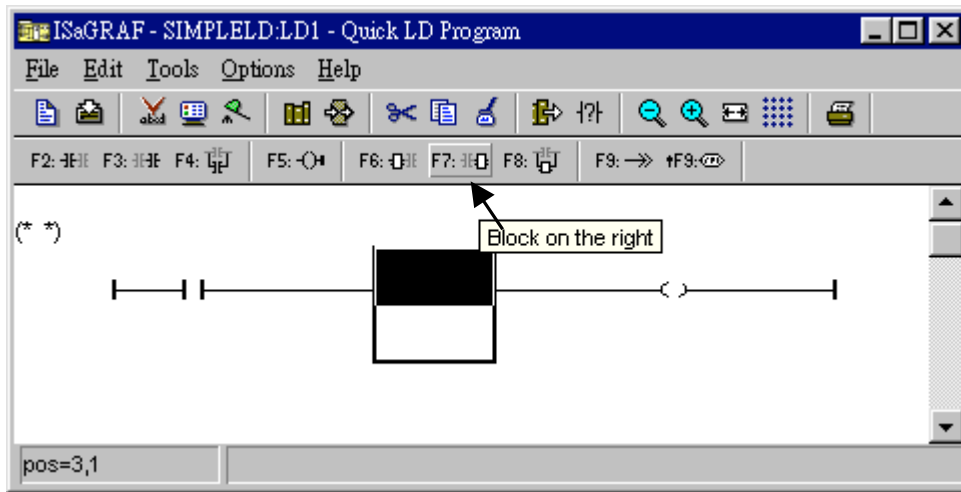 ISaGRAF - SIMPLELD:LD1 - Quick LD Program
File Edit Tools Options Help
abcd
?
F2: F3: F4: F5: F6: F7: F8: F9: F9:
Block on the right
(* *)
pos=3,1